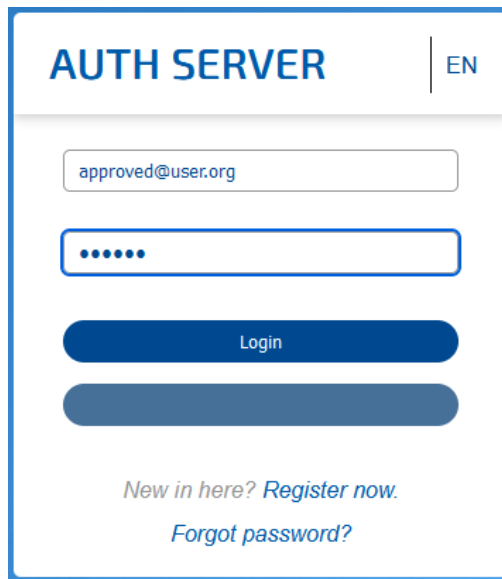 AUTH SERVER
EN
approved@user.org
••••••
Login
New in here? Register now.
Forgot password?